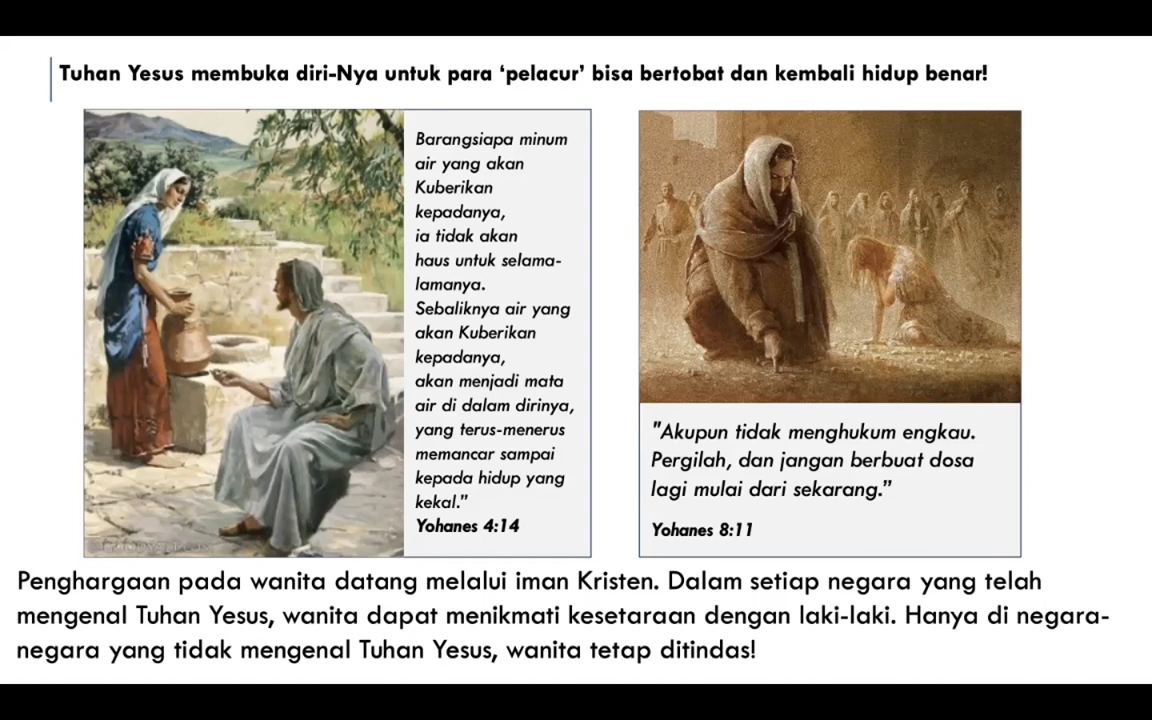 Tuhan Yesus membuka diri-Nya untuk para ‘pelacur’ bisa bertobat dan kembali hidup benar!
Barangsiapa minum
air yang akan
Kuberikan
kepadanya,
ia tidak akan
haus untuk selama-
lamanya.
Sebaliknya air yang
akan Kuberikan
kepadanya,
akan menjadi mata
air di dalam dirinya,
yang terus-menerus
memancar sampai
kepada hidup yang
kekal.”
Yohanes 4:14
"Akupun tidak menghukum engkau.
Pergilah, dan jangan berbuat dosa
lagi mulai dari sekarang.”
Yohanes 8:11
Penghargaan pada wanita datang melalui iman Kristen. Dalam setiap negara yang telah
mengenal Tuhan Yesus, wanita dapat menikmati kesetaraan dengan laki-laki. Hanya di negara-
negara yang tidak mengenal Tuhan Yesus, wanita tetap ditindas!